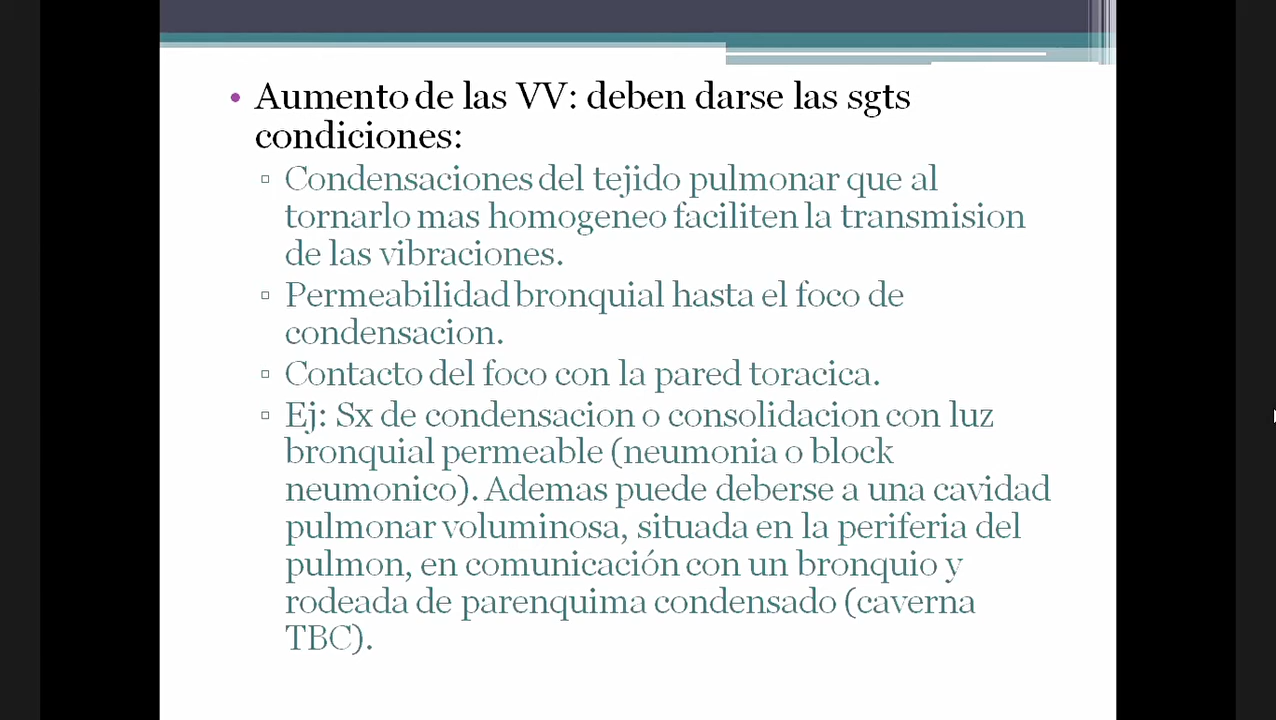 Aumento de las VV: deben darse las sgts
condiciones:
Condensaciones del tejido pulmonar que al
tornarlo mas homogeneo faciliten la transmision
de las vibraciones.
Permeabilidad bronquial hasta el foco de
condensacion.
Contacto del foco con la pared toracica.
Ej: Sx de condensacion o consolidacion con luz
bronquial permeable (neumonia o block
neumonico). Ademas puede deberse a una cavidad
pulmonar voluminosa, situada en la periferia del
pulmon, en comunicación con un bronquio y
rodeada de parenquima condensado (caverna
TBC).